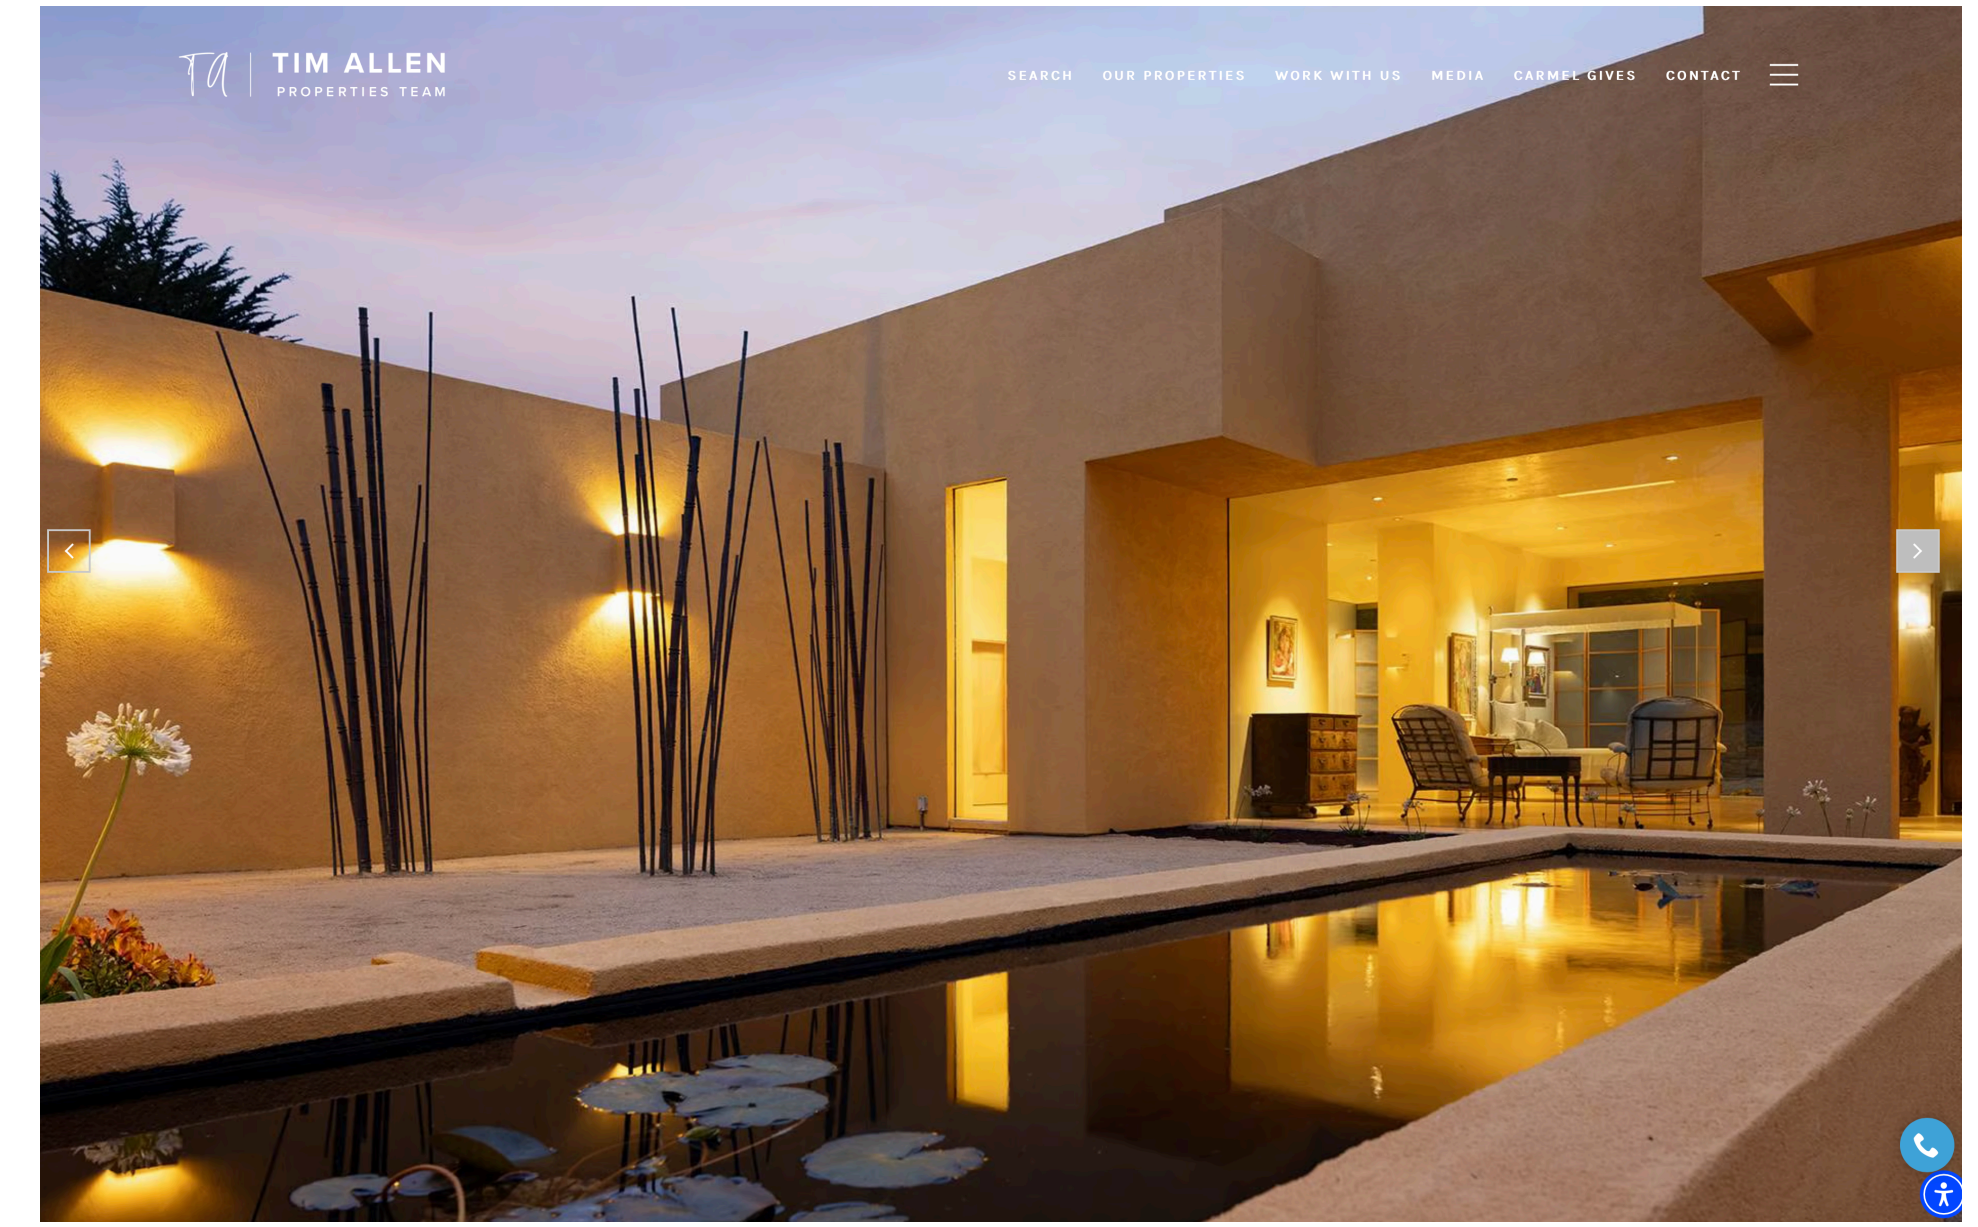 TA
TIM ALLEN
PROPERTIES TEAM
SEARCH OUR PROPERTIES WORK WITH US MEDIA CARMEL GIVES CONTACT